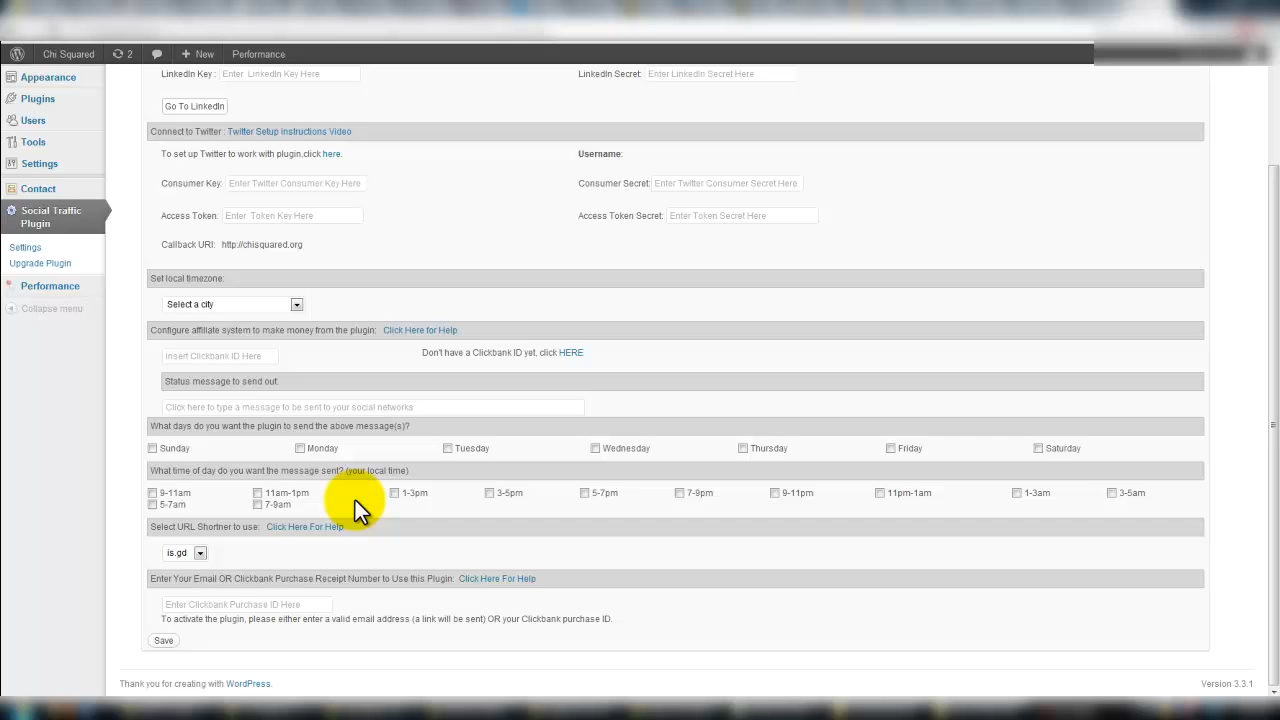 Chi Squared 2 New Performance
Appearance
Plugins
Users
Tools
Settings
Contact
Social Traffic
Plugin
Settings
Upgrade Plugin
Performance
Collapse menu
LinkedIn Key : Enter LinkedIn Key Here LinkedIn Secret: Enter LinkedIn Secret Here
Go To LinkedIn
Connect to Twitter : Twitter Setup Instructions Video
To set up Twitter to work with plugin,click here. Username:
Consumer Key: Enter Twitter Consumer Key Here Consumer Secret: Enter Twitter Consumer Secret Here
Access Token: Enter Token Key Here Access Token Secret: Enter Token Secret Here
Callback URI: http://chisquared.org
Set local timezone:
Select a city
Configure affiliate system to make money from the plugin: Click Here for Help
Insert Clickbank ID Here Don't have a Clickbank ID yet, click HERE
Status message to send out.
Click here to type a message to be sent to your social networks
What days do you want the plugin to send the above message(s)?
Sunday Monday Tuesday Wednesday Thursday Friday Saturday
What time of day do you want the message sent? (your local time)
9-11am 11am-1pm 1-3pm 3-5pm 5-7pm 7-9pm 9-11pm 11pm-1am 1-3am 3-5am
5-7am 7-9am
Select URL Shortner to use: Click Here For Help
is.gd
Enter Your Email OR Clickbank Purchase Receipt Number to Use this Plugin: Click Here For Help
Enter Clickbank Purchase ID Here
To activate the plugin, please either enter a valid email address (a link will be sent) OR your Clickbank purchase ID.
Save
Thank you for creating with WordPress. Version 3.3.1